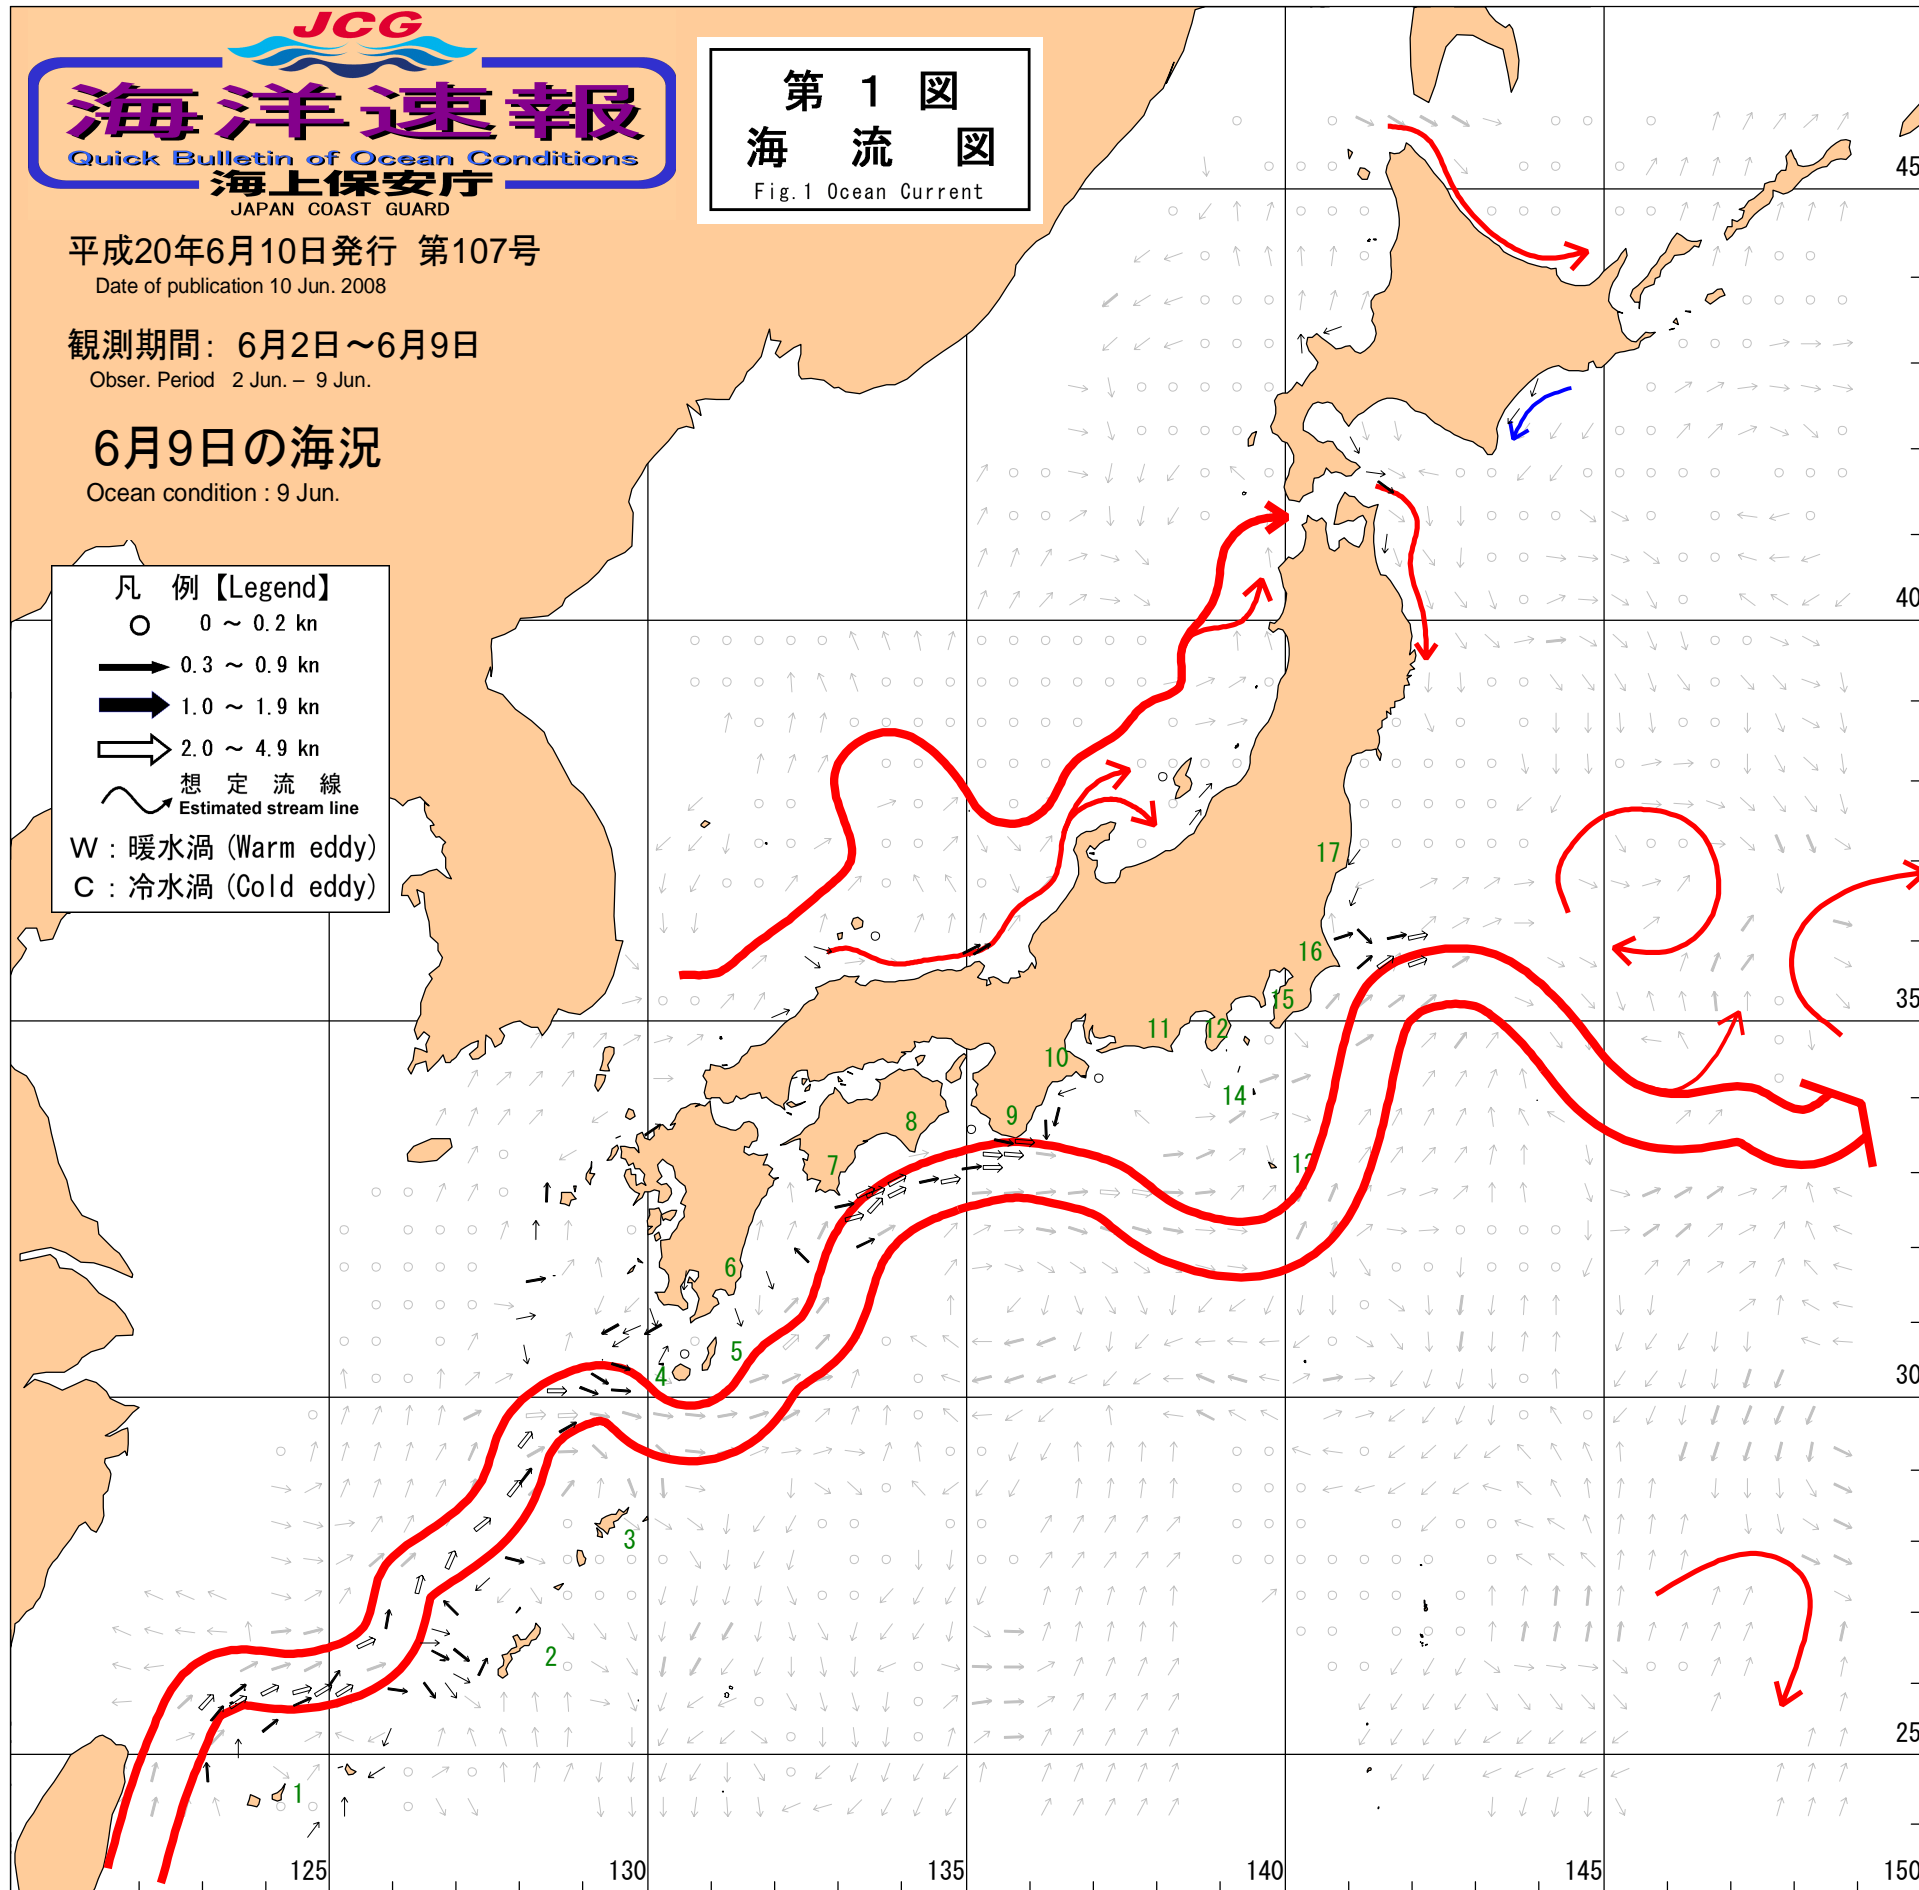 JCG
海洋速報
Quick Bulletin of Ocean Conditions
海上保安庁
JAPAN COAST GUARD
第 1 図
海 流 図
Fig.1 Ocean Current
平成20年6月10日発行 第107号
Date of publication 10 Jun. 2008
観測期間： 6月2日～6月9日
Obser. Period 2 Jun. – 9 Jun.
6月9日の海況
Ocean condition : 9 Jun.
凡 例【Legend】
0 ～ 0.2 kn
0.3 ～ 0.9 kn
1.0 ～ 1.9 kn
2.0 ～ 4.9 kn
想 定 流 線
Estimated stream line
W : 暖水渦 (Warm eddy)
C : 冷水渦 (Cold eddy)
45
40
35
30
25
17
16
15
12
11
10
14
9
8
7
13
6
5
4
3
2
1
125
130
135
140
145
150